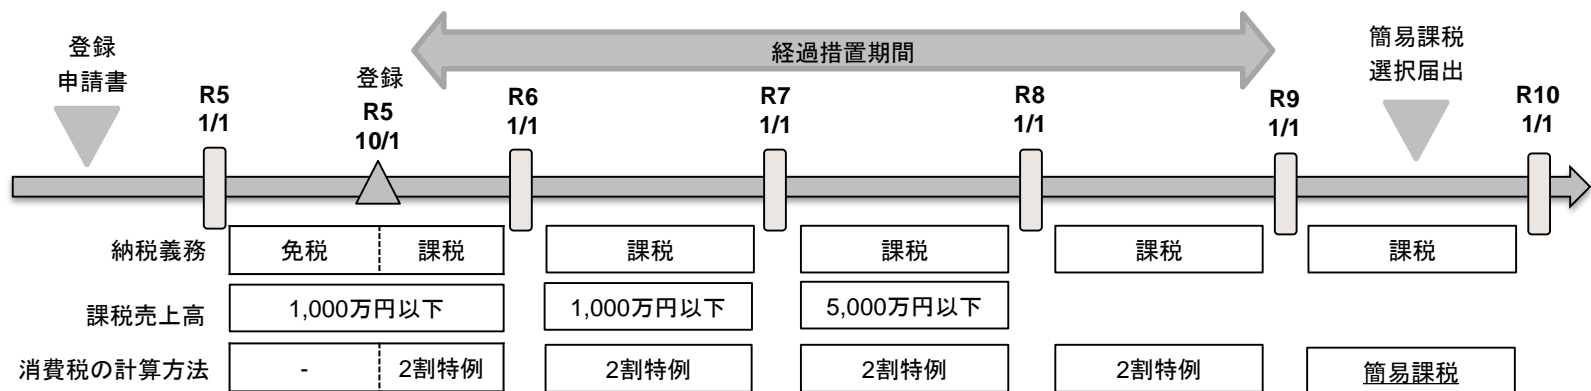 登録
申請書
R5
1/1
登録
R5
10/1
経過措置期間
R6
1/1
R7
1/1
R8
1/1
R9
1/1
簡易課税
選択届出
R10
1/1
納税義務 免税 課税 課税 課税 課税 課税
課税売上高 1,000万円以下 1,000万円以下 5,000万円以下
消費税の計算方法 - 2割特例 2割特例 2割特例 2割特例 簡易課税